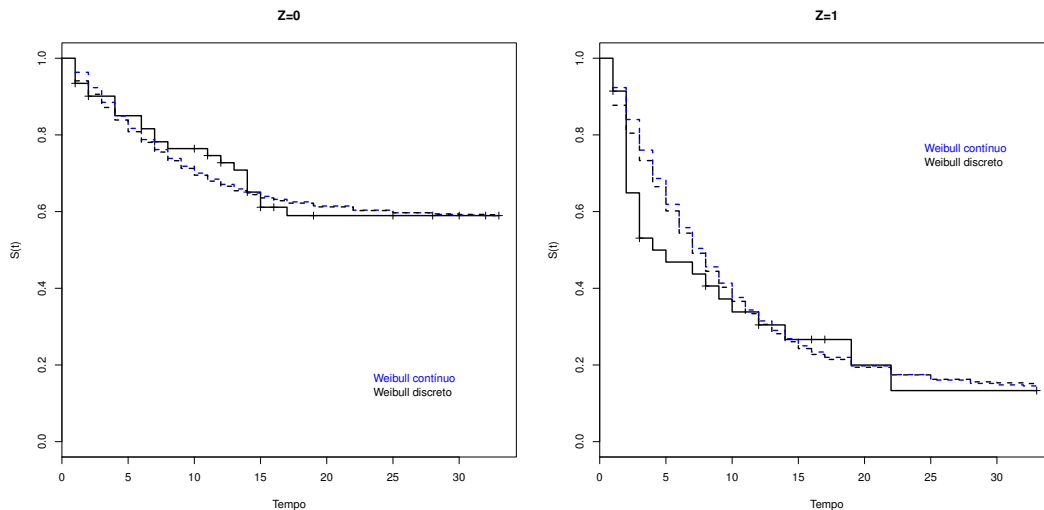 Z=0
S(t)
1.0
0.8
0.6
0.4
0.2
0.0
Weibull contínuo
Weibull discreto
0 5 10 15 20 25 30
Tempo
Z=1
S(t)
1.0
0.8
0.6
0.4
0.2
0.0
Weibull contínuo
Weibull discreto
0 5 10 15 20 25 30
Tempo